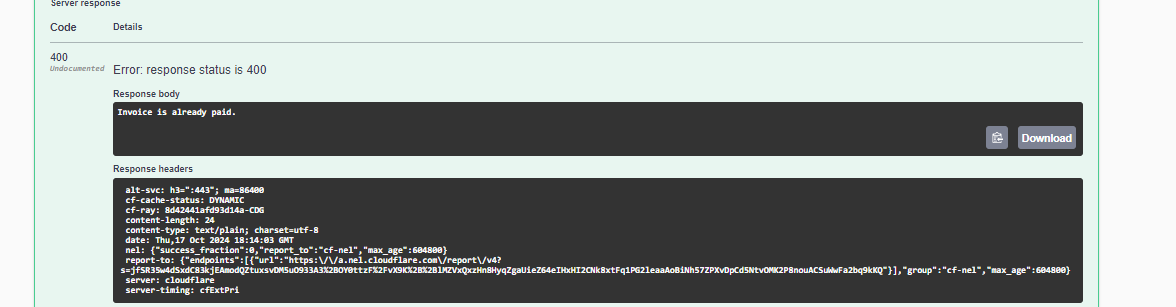 Server response
Code Details
400
Undocumented
Error: response status is 400
Response body
Invoice is already paid.
Download
Response headers
alt-svc: h3=":443"; ma=86400
cf-cache-status: DYNAMIC
cf-ray: 8d42441afd93d14a-CDG
content-length: 24
content-type: text/plain; charset=utf-8
date: Thu,17 Oct 2024 18:14:03 GMT
nel: {"success_fraction":0,"report_to":"cf-nel","max_age":604800}
report-to: {"endpoints":[{"url":"https:\/\/a.nel.cloudflare.com\/report\/v4?
s=jfSR35w4dSxdC83kjEAmodQZtuxsvDM5uO933A3%2BOY0ttzF%2FvX9K%2B%2BlMZVxQxzHn8HyqZgaUieZ64eIHxHI2CNk8xtFq1PG2leaaAoBiNh57ZPXvDpCd5NtvOMK2P8nouACSuWwFa2bq9kKQ"}],"group":"cf-nel","max_age":604800}
server: cloudflare
server-timing: cfExtPri